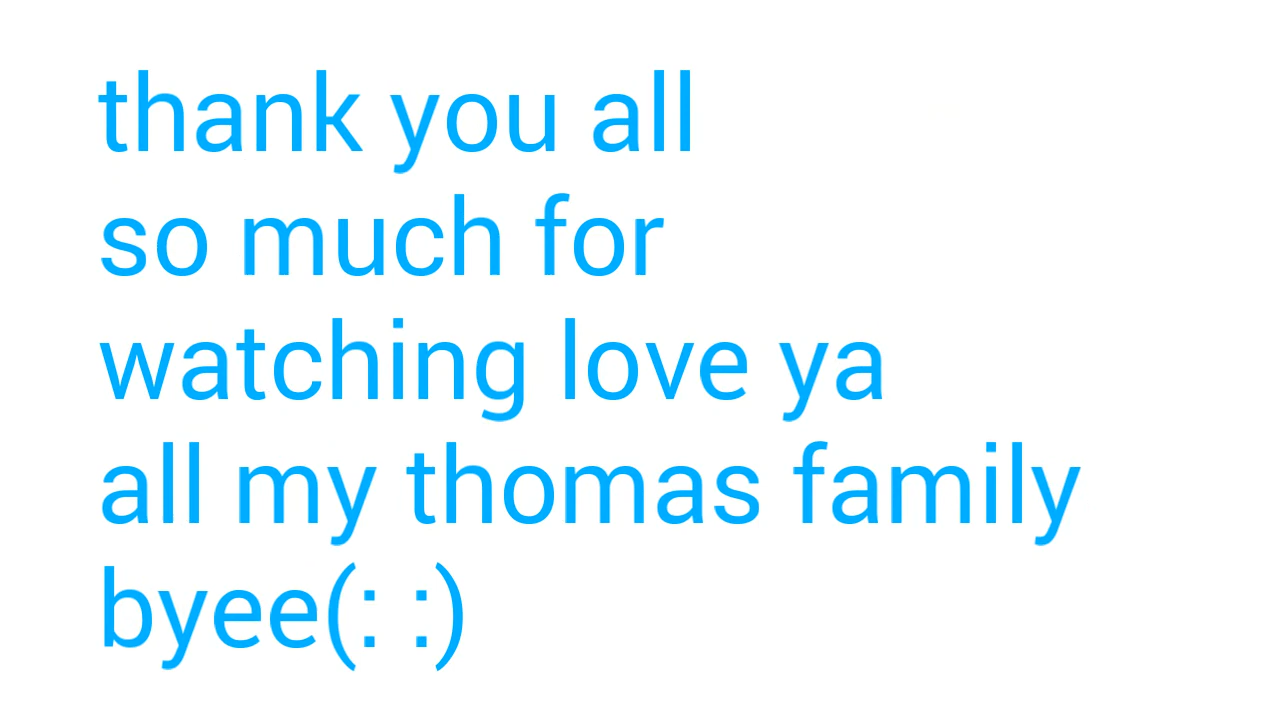 thank you all
so much for
watching love ya
all my thomas family
byee(: :)